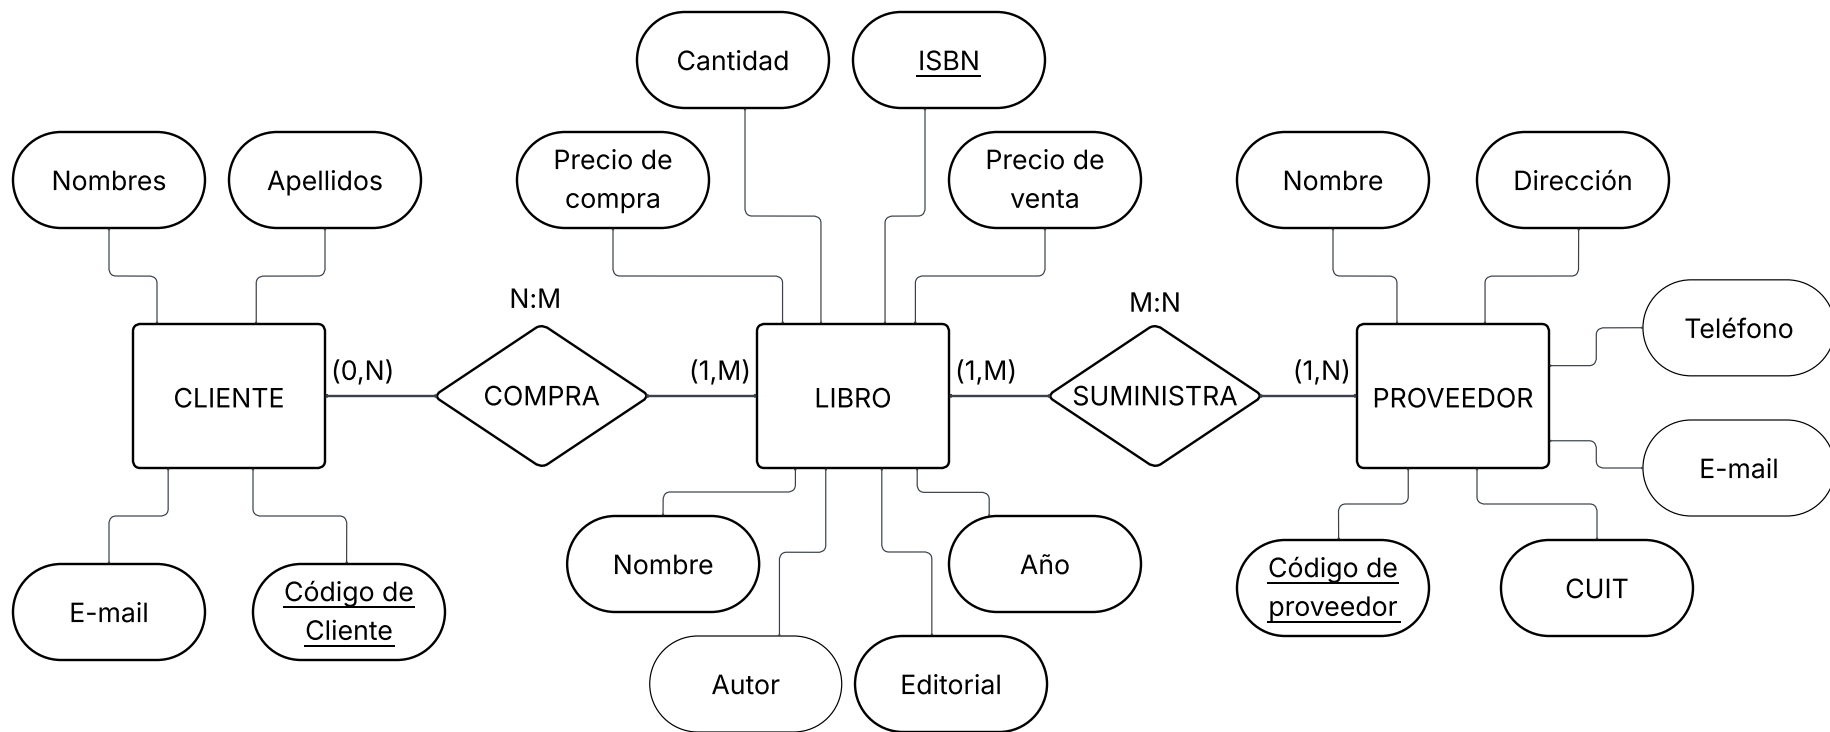 Cantidad
ISBN
Nombres
Apellidos
Precio de
compra
Precio de
venta
Nombre
Dirección
N:M
M:N
Teléfono
CLIENTE
(0,N)
COMPRA
(1,M)
LIBRO
(1,M)
SUMINISTRA
(1,N)
PROVEEDOR
E-mail
Nombre
Año
Código de
proveedor
CUIT
E-mail
Código de
Cliente
Autor
Editorial